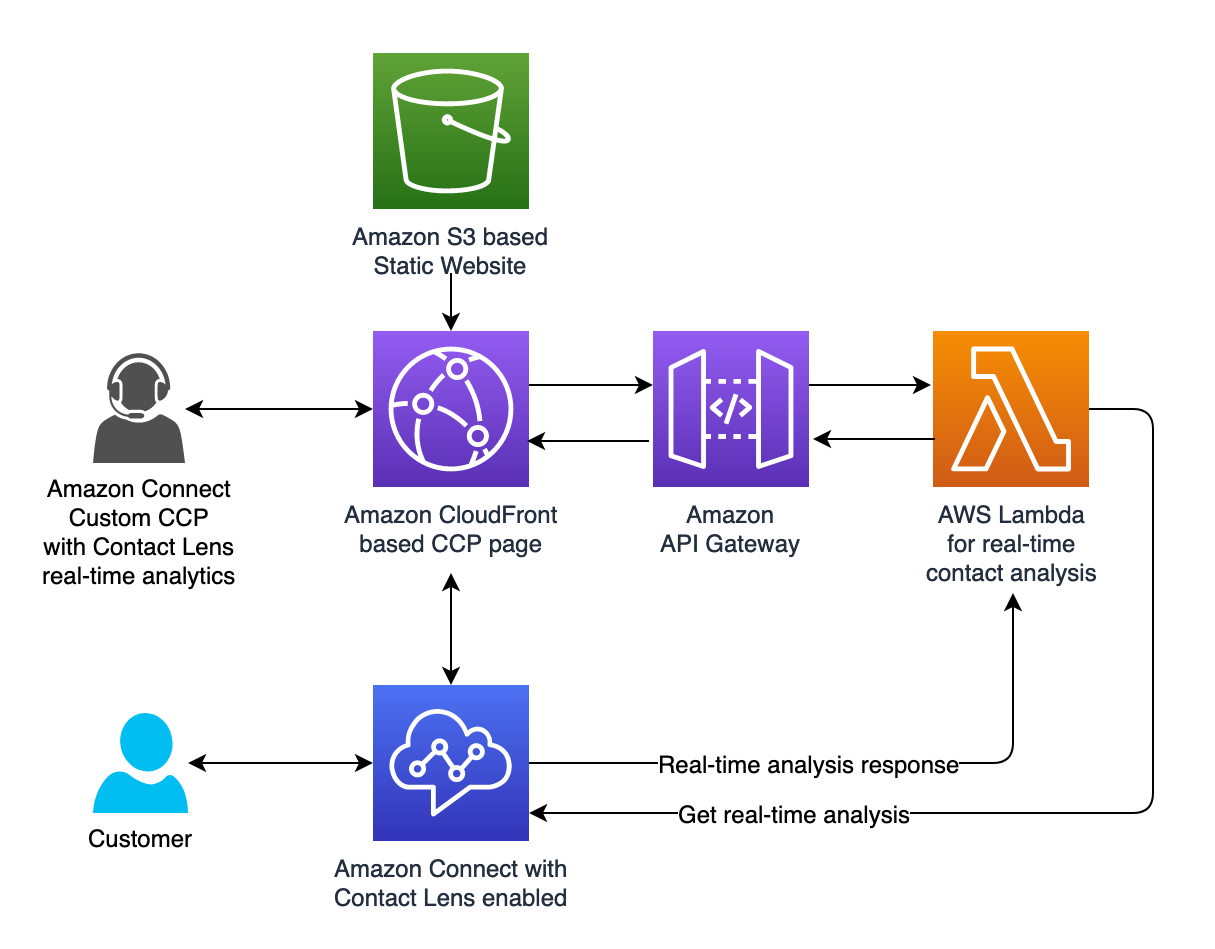 Amazon S3 based
Static Website
Amazon Connect
Custom CCP
with Contact Lens
real-time analytics
Amazon CloudFront
based CCP page
</>
Amazon
API Gateway
AWS Lambda
for real-time
contact analysis
Customer
Real-time analysis response
Get real-time analysis
Amazon Connect with
Contact Lens enabled